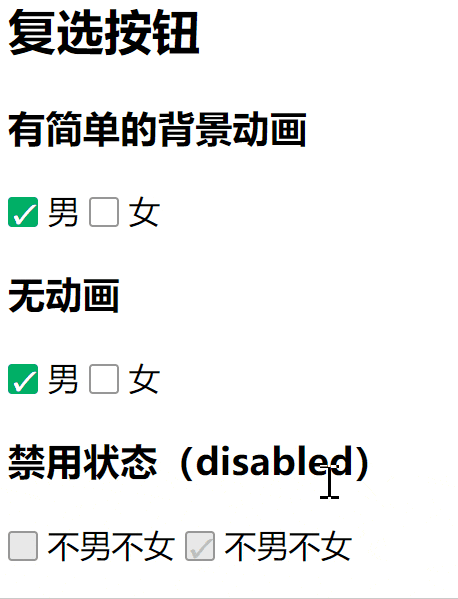 复选按钮
有简单的背景动画
男 女
无动画
男 女
禁用状态（disabled）
不男不女 不男不女